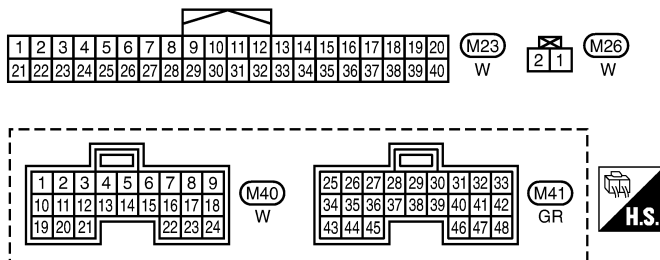 1 2 3 4 5 6 7 8 9 10 11 12 13 14 15 16 17 18 19 20
21 22 23 24 25 26 27 28 29 30 31 32 33 34 35 36 37 38 39 40
M23
W
2 1
M26
W
1 2 3 4 5 6 7 8 9
10 11 12 13 14 15 16 17 18
19 20 21 22 23 24
M40
W
25 26 27 28 29 30 31 32 33
34 35 36 37 38 39 40 41 42
43 44 45 46 47 48
M41
GR
H.S.